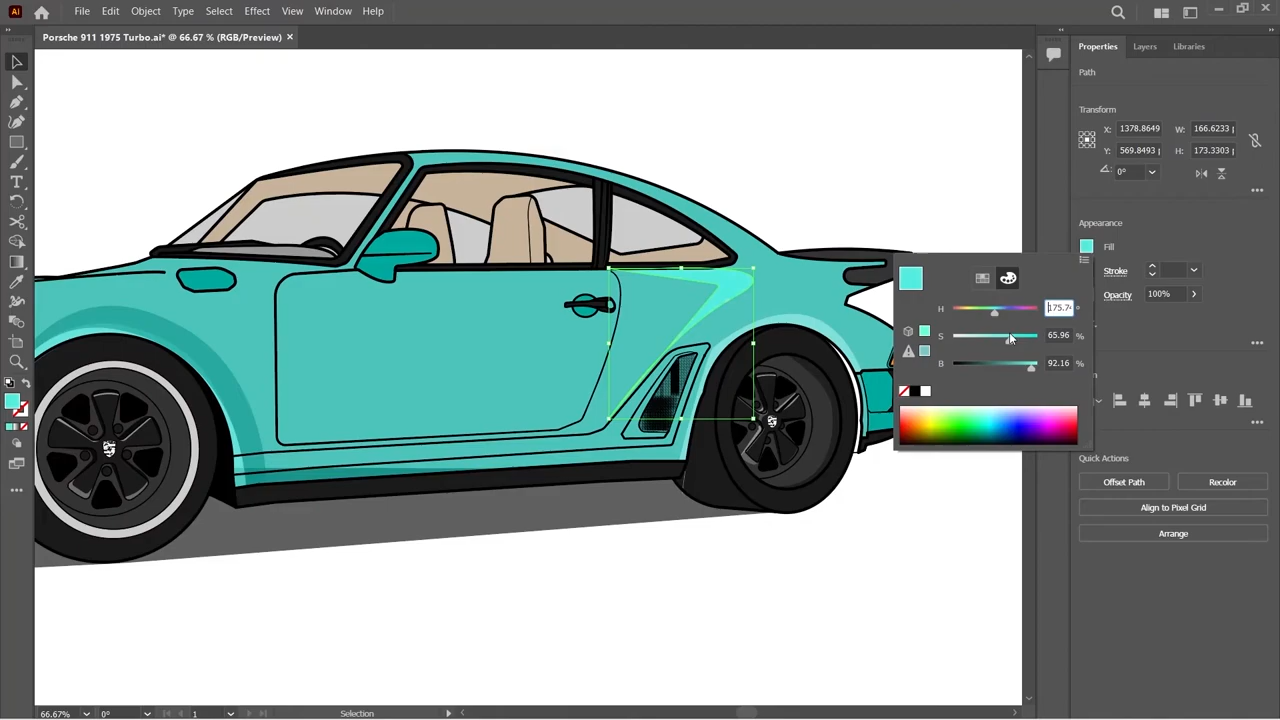 Ai File Edit Object Type Select Effect View Window Help
Porsche 911 1975 Turbo.ai* @ 66.67 % (RGB/Preview) ×
Properties Layers Libraries
Path
Transform
X: 1378.8649 W: 166.6233 p
Y: 569.8493 p H: 173.3303 p
0°
Appearance
Fill
Stroke
Opacity 100%
H 175.74 °
S 65.96 %
B 92.16 %
Quick Actions
Offset Path Recolor
Align to Pixel Grid
Arrange
66.67% 0° 1 Selection